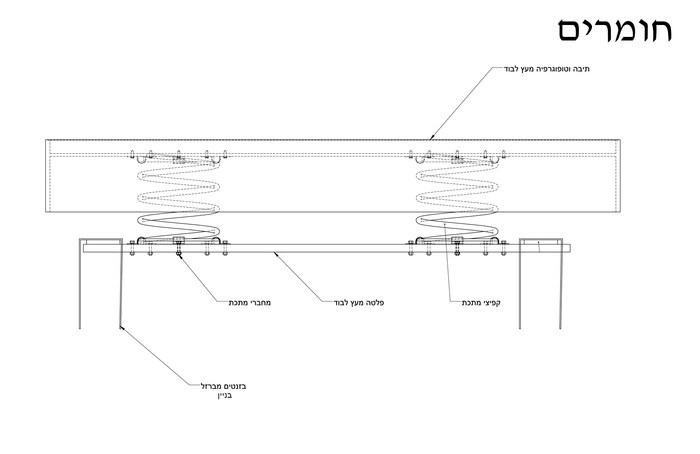 חומרים
תיבה וטופוגרפיה מעץ לבוד
מחברי מתכת
פלטה מעץ לבוד
קפיצי מתכת
בזנטים מברזל
בניין